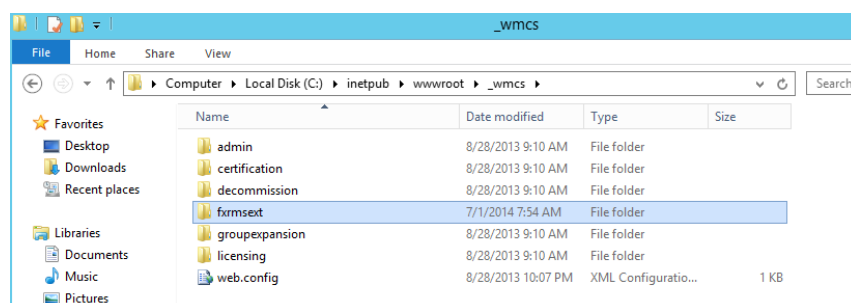 _wmcs
File Home Share View
Computer Local Disk (C:) inetpub wwwroot _wmcs Search
Favorites
Desktop
Downloads
Recent places
Libraries
Documents
Music
Pictures
Name Date modified Type Size
admin 8/28/2013 9:10 AM File folder
certification 8/28/2013 9:10 AM File folder
decommission 8/28/2013 9:10 AM File folder
fxrmsext 7/1/2014 7:54 AM File folder
groupexpansion 8/28/2013 9:10 AM File folder
licensing 8/28/2013 9:10 AM File folder
web.config 8/28/2013 10:07 PM XML Configuratio... 1 KB